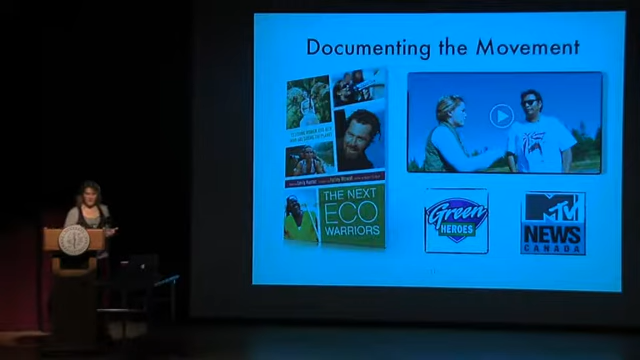 Documenting the Movement
THE NEXT
ECO
WARRIORS
Green
HEROES
MTV
NEWS
CANADA